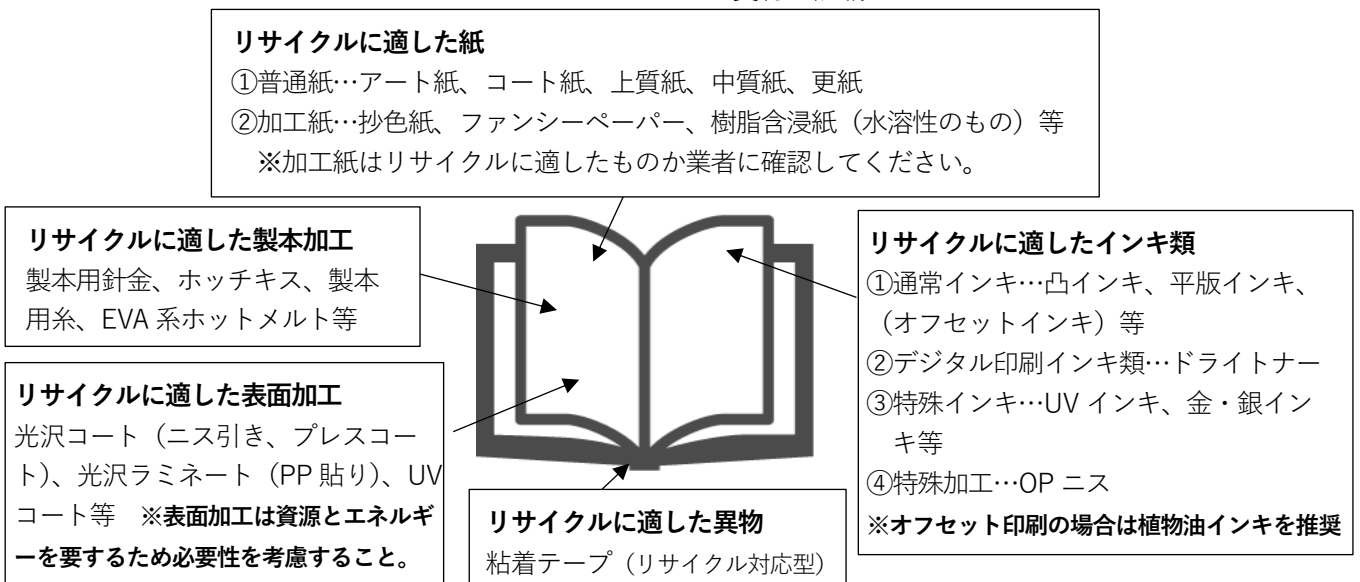 リサイクルに適した紙
①普通紙…アート紙、コート紙、上質紙、中質紙、更紙
②加工紙…抄色紙、ファンシーペーパー、樹脂含浸紙（水溶性のもの）等
※加工紙はリサイクルに適したものか業者に確認してください。
リサイクルに適した製本加工
製本用針金、ホッチキス、製本
用糸、EVA 系ホットメルト等
リサイクルに適した表面加工
光沢コート（ニス引き、プレスコー
ト）、光沢ラミネート（PP 貼り）、UV
コート等　※表面加工は資源とエネルギ
ーを要するため必要性を考慮すること。
リサイクルに適した異物
粘着テープ（リサイクル対応型）
リサイクルに適したインキ類
①通常インキ…凸インキ、平版インキ、
（オフセットインキ）等
②デジタル印刷インキ類…ドライトナー
③特殊インキ…UV インキ、金・銀イン
キ等
④特殊加工…OP ニス
※オフセット印刷の場合は植物油インキを推奨